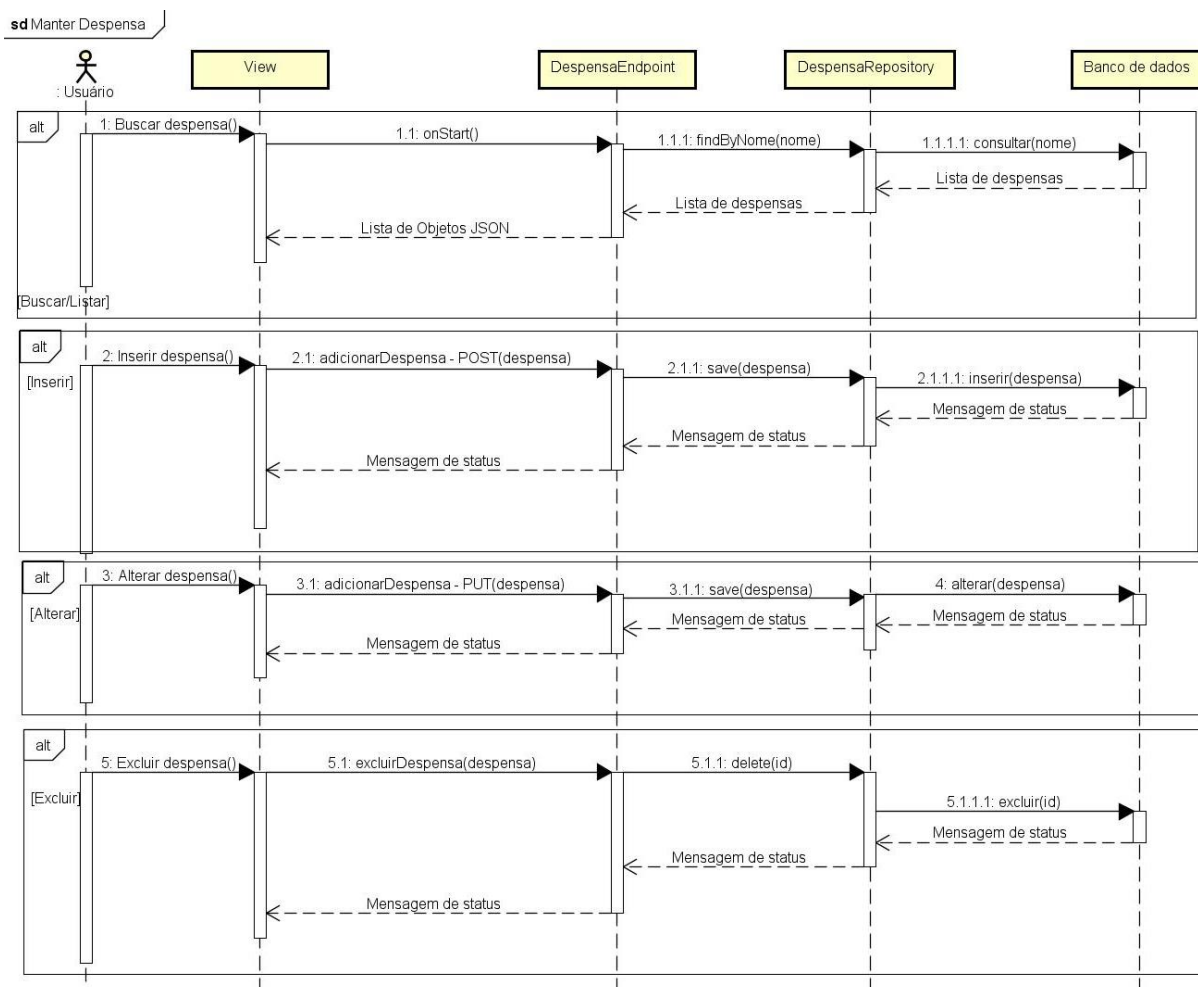 sd Manter Despensa
: Usuário
View
DespensaEndpoint
DespensaRepository
Banco de dados
alt
1: Buscar despensa()
1.1: onStart()
1.1.1: findByNome(nome)
1.1.1.1: consultar(nome)
Lista de despensas
Lista de despensas
Lista de Objetos JSON
[Buscar/Listar]
alt
[Inserir]
2: Inserir despensa()
2.1: adicionarDespensa - POST(despensa)
2.1.1: save(despensa)
2.1.1.1: inserir(despensa)
Mensagem de status
Mensagem de status
Mensagem de status
alt
[Alterar]
3: Alterar despensa()
3.1: adicionarDespensa - PUT(despensa)
3.1.1: save(despensa)
4: alterar(despensa)
Mensagem de status
Mensagem de status
Mensagem de status
alt
[Excluir]
5: Excluir despensa()
5.1: excluirDespensa(despensa)
5.1.1: delete(id)
5.1.1.1: excluir(id)
Mensagem de status
Mensagem de status
Mensagem de status